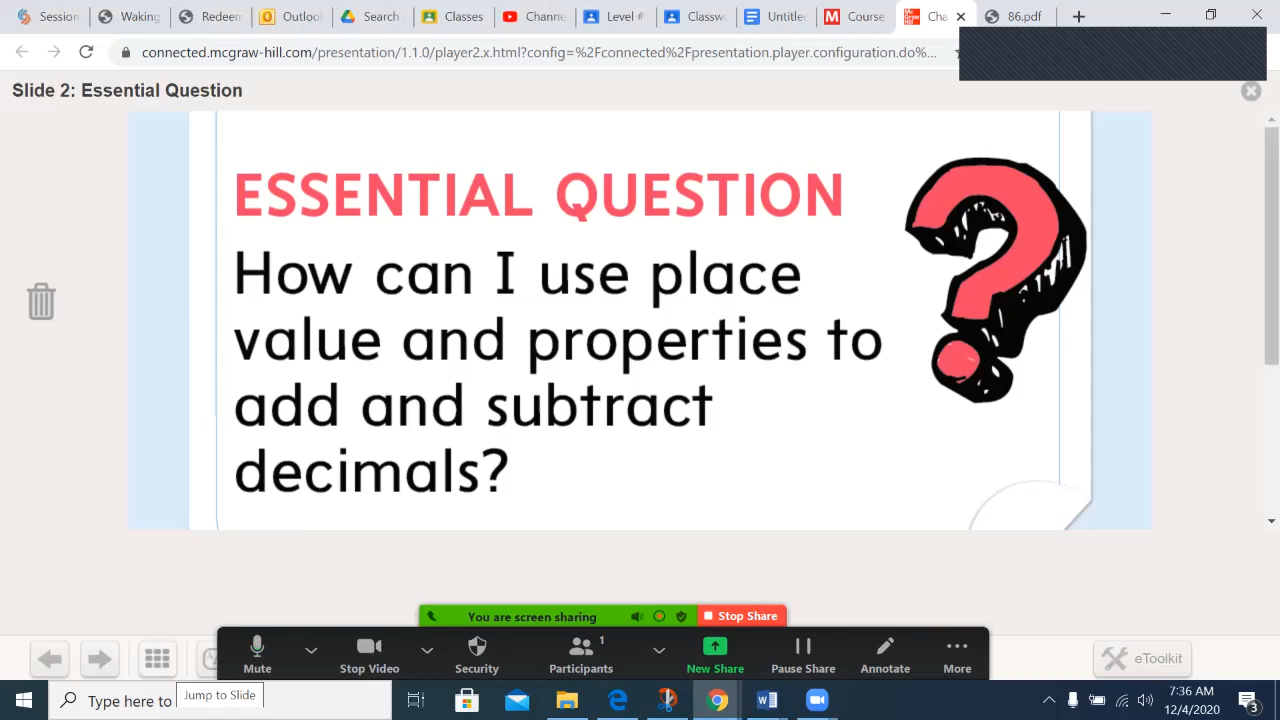 Session
Waking
Deem
Outlo
Search
Classe
Channe
Level
Classw
Untitle
Course
Cha
86.pdf
connected.mcgraw-hill.com/presentation/1.1.0/player2.x.html?config=%2Fconnected%2Fpresentation.player.configuration.do%...
Slide 2: Essential Question
ESSENTIAL QUESTION
How can I use place
value and properties to
add and subtract
decimals?
You are screen sharing
Stop Share
1
Mute
Stop Video
Security
Participants
New Share
Pause Share
Annotate
More
eToolkit
Type here to
Jump to Slide
7:36 AM
12/4/2020
3